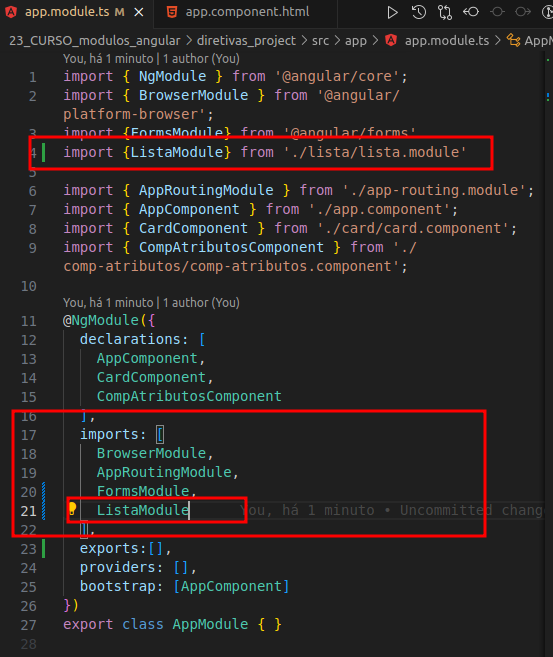 app.module.ts M app.component.html
23_CURSO_modulos_angular > diretivas_project > src > app > app.module.ts > AppM
You, há 1 minuto | 1 author (You)
1 import { NgModule } from '@angular/core';
2 import { BrowserModule } from '@angular/
platform-browser';
3 import {FormsModule} from '@angular/forms'
4 import {ListaModule} from './lista/lista.module'
5
6 import { AppRoutingModule } from './app-routing.module';
7 import { AppComponent } from './app.component';
8 import { CardComponent } from './card/card.component';
9 import { CompAtributosComponent } from './
comp-atributos/comp-atributos.component';
10
You, há 1 minuto | 1 author (You)
11 @NgModule({
12 declarations: [
13 AppComponent,
14 CardComponent,
15 CompAtributosComponent
16 ],
17 imports: [
18 BrowserModule,
19 AppRoutingModule,
20 FormsModule,
21 ListaModule You, há 1 minuto • Uncommitted chang
22 ],
23 exports:[],
24 providers: [],
25 bootstrap: [AppComponent]
26 })
27 export class AppModule { }
28